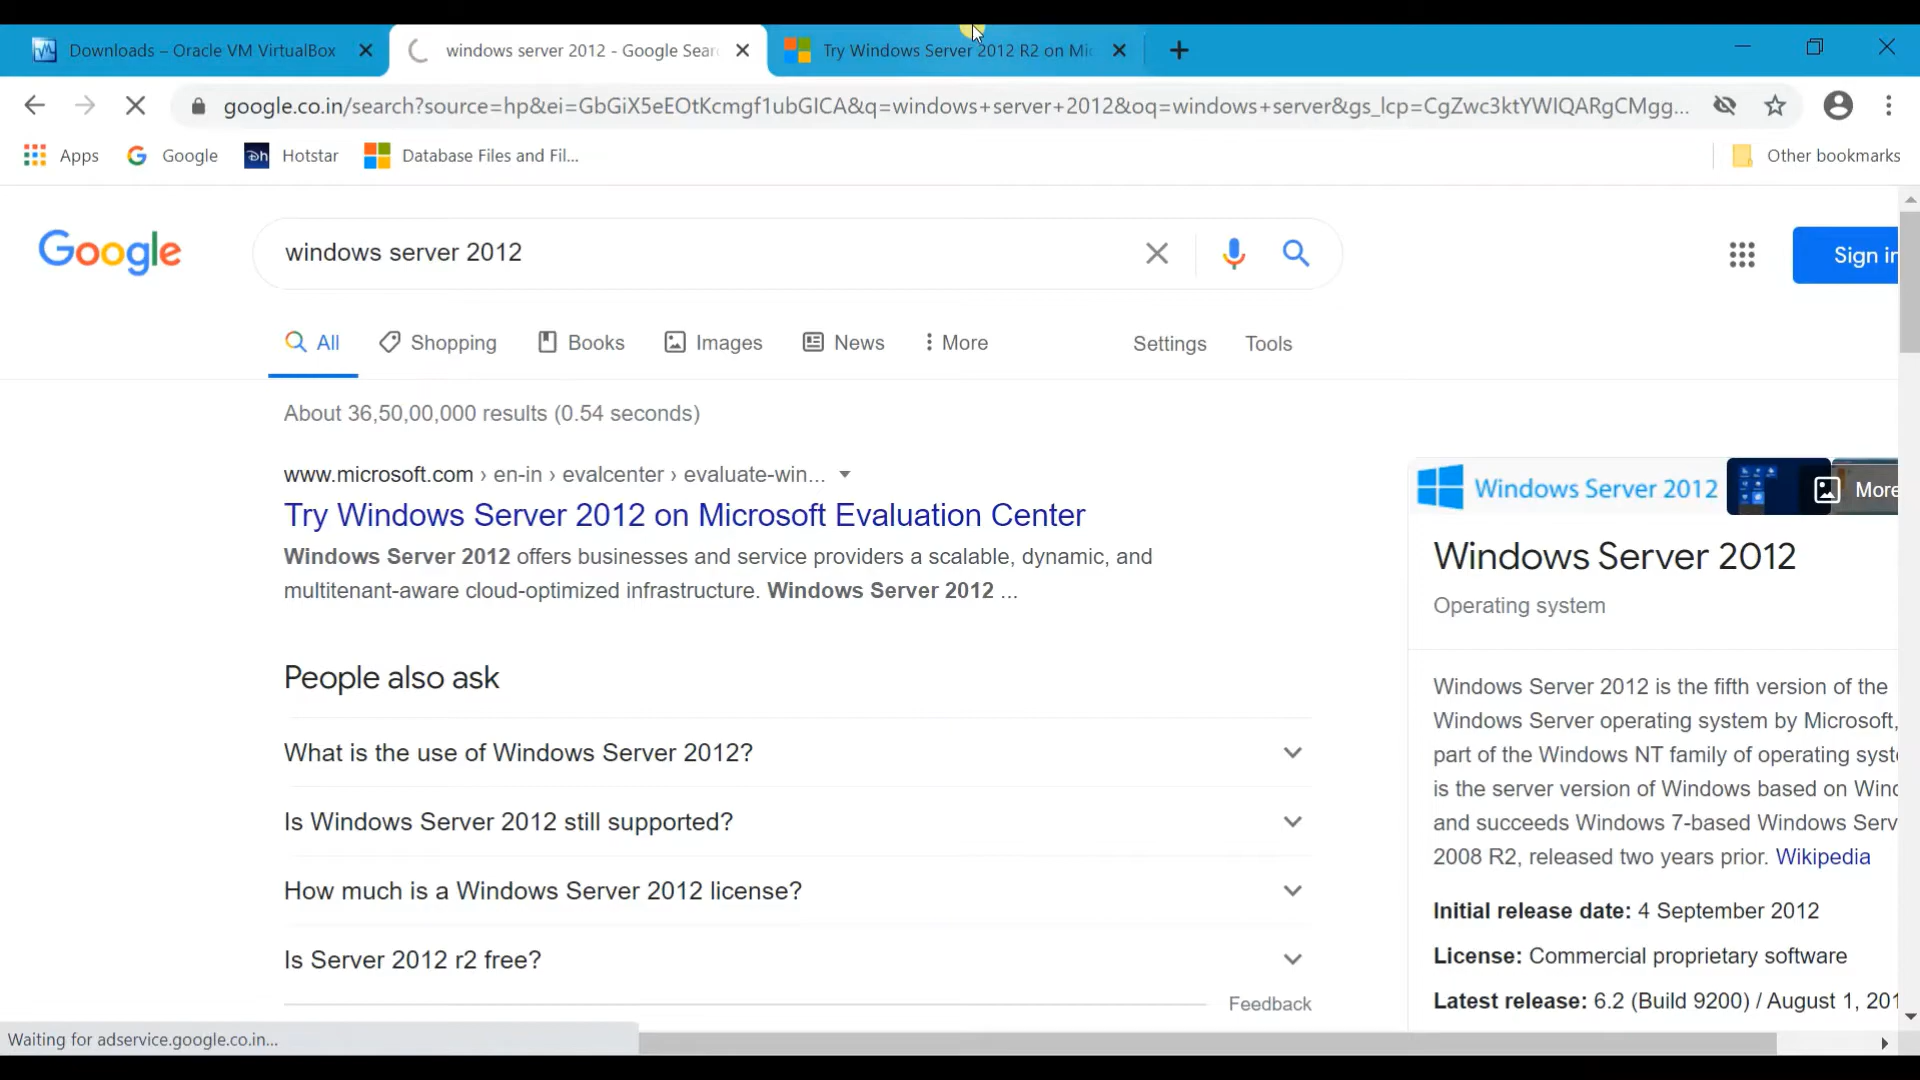 Downloads – Oracle VM VirtualBox
windows server 2012 - Google Sear
Try Windows Server 2012 R2 on Mic
google.co.in/search?source=hp&ei=GbGiX5eEOtKcmgf1ubGICA&q=windows+server+2012&oq=windows+server&gs_lcp=CgZwc3ktYWIQARgCMgg...
Apps
Google
Hotstar
Database Files and Fil...
Other bookmarks
Google
windows server 2012
Sign in
All
Shopping
Books
Images
News
More
Settings
Tools
About 36,50,00,000 results (0.54 seconds)
www.microsoft.com › en-in › evalcenter › evaluate-win...
Try Windows Server 2012 on Microsoft Evaluation Center
Windows Server 2012 offers businesses and service providers a scalable, dynamic, and
multitenant-aware cloud-optimized infrastructure. Windows Server 2012 ...
People also ask
What is the use of Windows Server 2012?
Is Windows Server 2012 still supported?
How much is a Windows Server 2012 license?
Is Server 2012 r2 free?
Feedback
Windows Server 2012
More
Windows Server 2012
Operating system
Windows Server 2012 is the fifth version of the
Windows Server operating system by Microsoft,
part of the Windows NT family of operating syst
is the server version of Windows based on Winc
and succeeds Windows 7-based Windows Serv
2008 R2, released two years prior. Wikipedia
Initial release date: 4 September 2012
License: Commercial proprietary software
Latest release: 6.2 (Build 9200) / August 1, 201
Waiting for adservice.google.co.in...